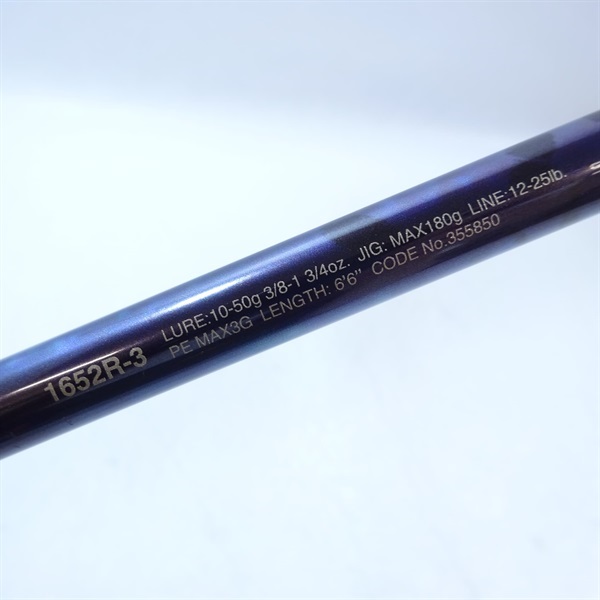 1652R-3
LURE:10-50g 3/8-1 3/4oz. JIG: MAX180g LINE:12-25lb.
PE MAX3G LENGTH: 6'6" CODE No.355850